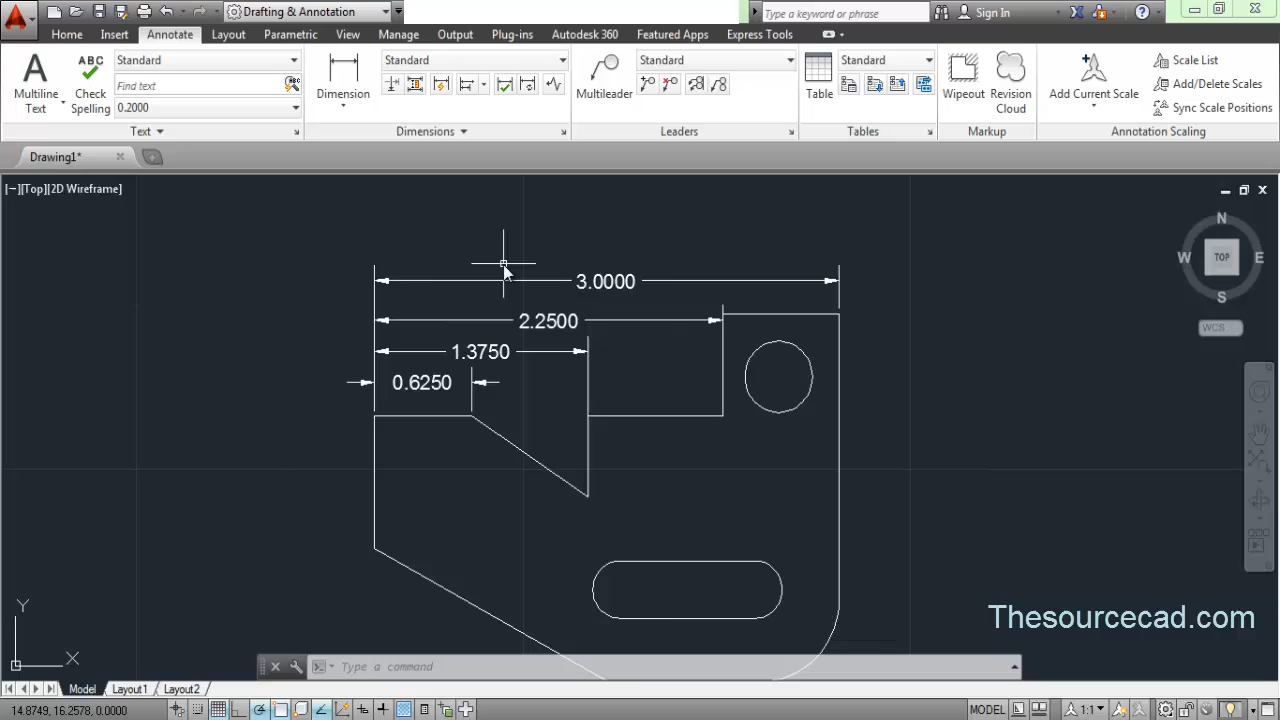 Drafting & Annotation
Type a keyword or phrase
Sign In
Home Insert Annotate Layout Parametric View Manage Output Plug-ins Autodesk 360 Featured Apps Express Tools
Multiline Text
ABC
Check Spelling
Standard
Find text
0.2000
Text
Dimension
Standard
Dimensions
Multileader
Standard
Leaders
Table
Standard
Tables
Wipeout
Revision Cloud
Markup
Add Current Scale
Scale List
Add/Delete Scales
Sync Scale Positions
Annotation Scaling
Drawing1*
[−][Top][2D Wireframe]
N
W TOP E
S
WCS
3.0000
2.2500
1.3750
0.6250
Thesourcecad.com
Y
X
Type a command
Model Layout1 Layout2
14.8749, 16.2578, 0.0000
MODEL
1:1